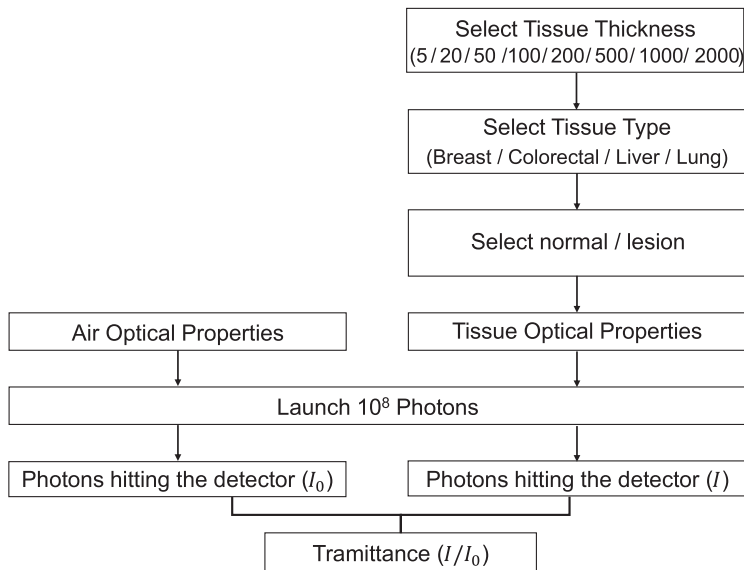 Select Tissue Thickness
(5 / 20 / 50 /100/ 200 / 500/ 1000/ 2000)
Select Tissue Type
(Breast / Colorectal / Liver / Lung)
Select normal / lesion
Air Optical Properties
Tissue Optical Properties
Launch 10⁸ Photons
Photons hitting the detector (I₀)
Photons hitting the detector (I)
Tramittance (I/I₀)